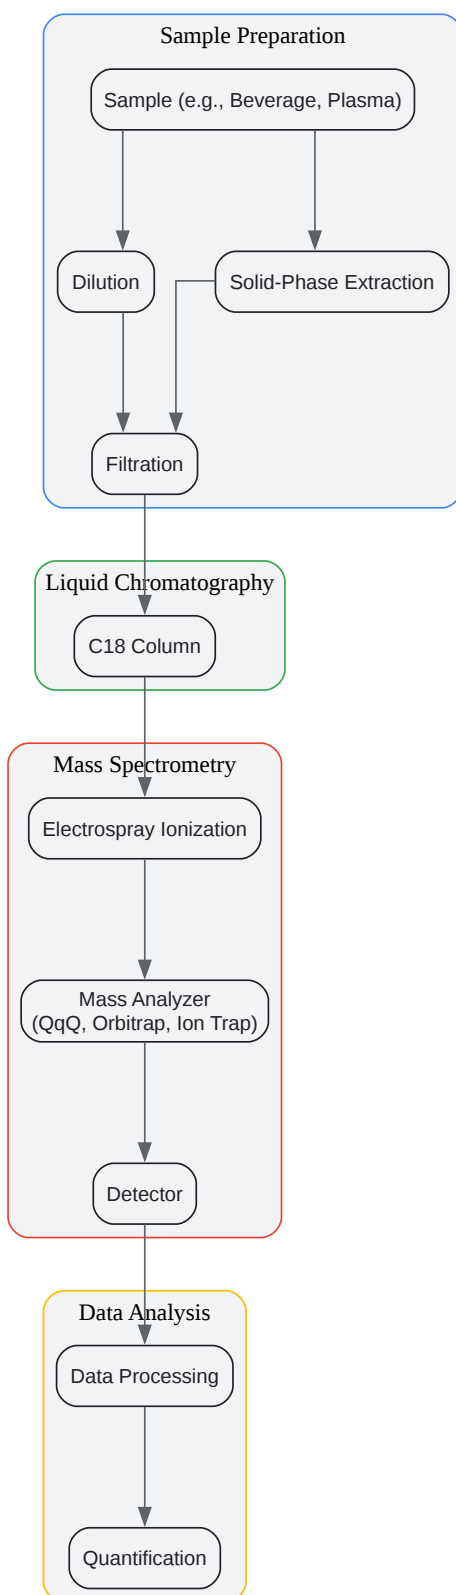 Sample Preparation
Sample (e.g., Beverage, Plasma)
Dilution
Solid-Phase Extraction
Filtration
Liquid Chromatography
C18 Column
Mass Spectrometry
Electrospray Ionization
Mass Analyzer
(QqQ, Orbitrap, Ion Trap)
Detector
Data Analysis
Data Processing
Quantification